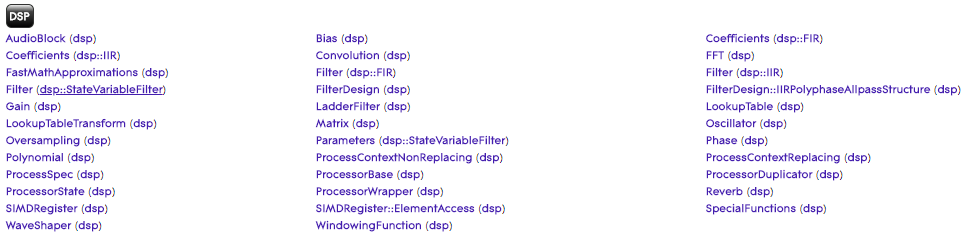 DSP
AudioBlock (dsp) Bias (dsp) Coefficients (dsp::FIR)
Coefficients (dsp::IIR) Convolution (dsp) FFT (dsp)
FastMathApproximations (dsp) Filter (dsp::FIR) Filter (dsp::IIR)
Filter (dsp::StateVariableFilter) FilterDesign (dsp) FilterDesign::IIRPolyphaseAllpassStructure (dsp)
Gain (dsp) LadderFilter (dsp) LookupTable (dsp)
LookupTableTransform (dsp) Matrix (dsp) Oscillator (dsp)
Oversampling (dsp) Parameters (dsp::StateVariableFilter) Phase (dsp)
Polynomial (dsp) ProcessContextNonReplacing (dsp) ProcessContextReplacing (dsp)
ProcessSpec (dsp) ProcessorBase (dsp) ProcessorDuplicator (dsp)
ProcessorState (dsp) ProcessorWrapper (dsp) Reverb (dsp)
SIMDRegister (dsp) SIMDRegister::ElementAccess (dsp) SpecialFunctions (dsp)
WaveShaper (dsp) WindowingFunction (dsp)